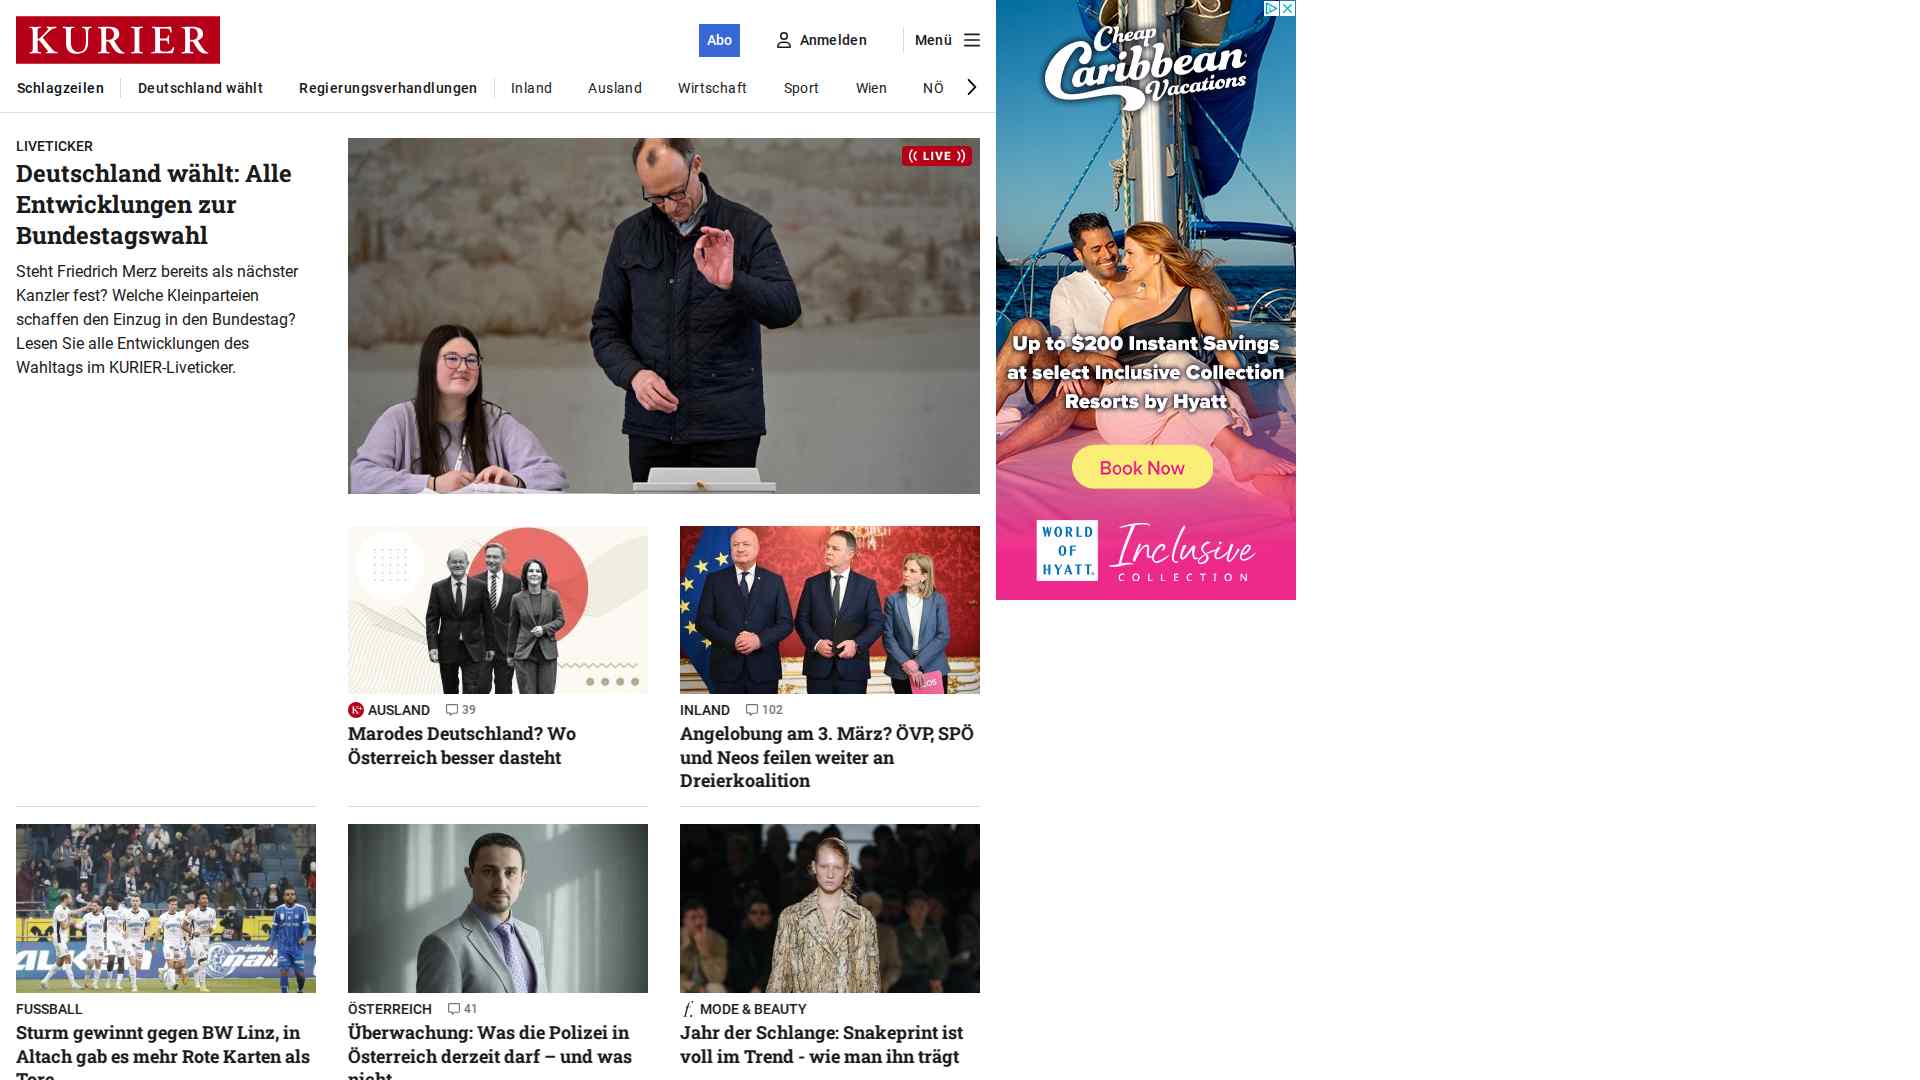 KURIER
Abo
Anmelden
Menü
Schlagzeilen
Deutschland wählt
Regierungsverhandlungen
Inland
Ausland
Wirtschaft
Sport
Wien
NÖ
LIVETICKER
Deutschland wählt: Alle
Entwicklungen zur
Bundestagswahl
Steht Friedrich Merz bereits als nächster
Kanzler fest? Welche Kleinparteien
schaffen den Einzug in den Bundestag?
Lesen Sie alle Entwicklungen des
Wahltags im KURIER-Liveticker.
LIVE
AUSLAND
39
Marodes Deutschland? Wo
Österreich besser dasteht
INLAND
102
Angelobung am 3. März? ÖVP, SPÖ
und Neos feilen weiter an
Dreierkoalition
FUSSBALL
Sturm gewinnt gegen BW Linz, in
Altach gab es mehr Rote Karten als
Tore
ÖSTERREICH
41
Überwachung: Was die Polizei in
Österreich derzeit darf – und was
nicht
MODE & BEAUTY
Jahr der Schlange: Snakeprint ist
voll im Trend - wie man ihn trägt
Cheap
Caribbean
Vacations
Up to $200 Instant Savings
at select Inclusive Collection
Resorts by Hyatt
Book Now
WORLD
OF
HYATT.
Inclusive
COLLECTION